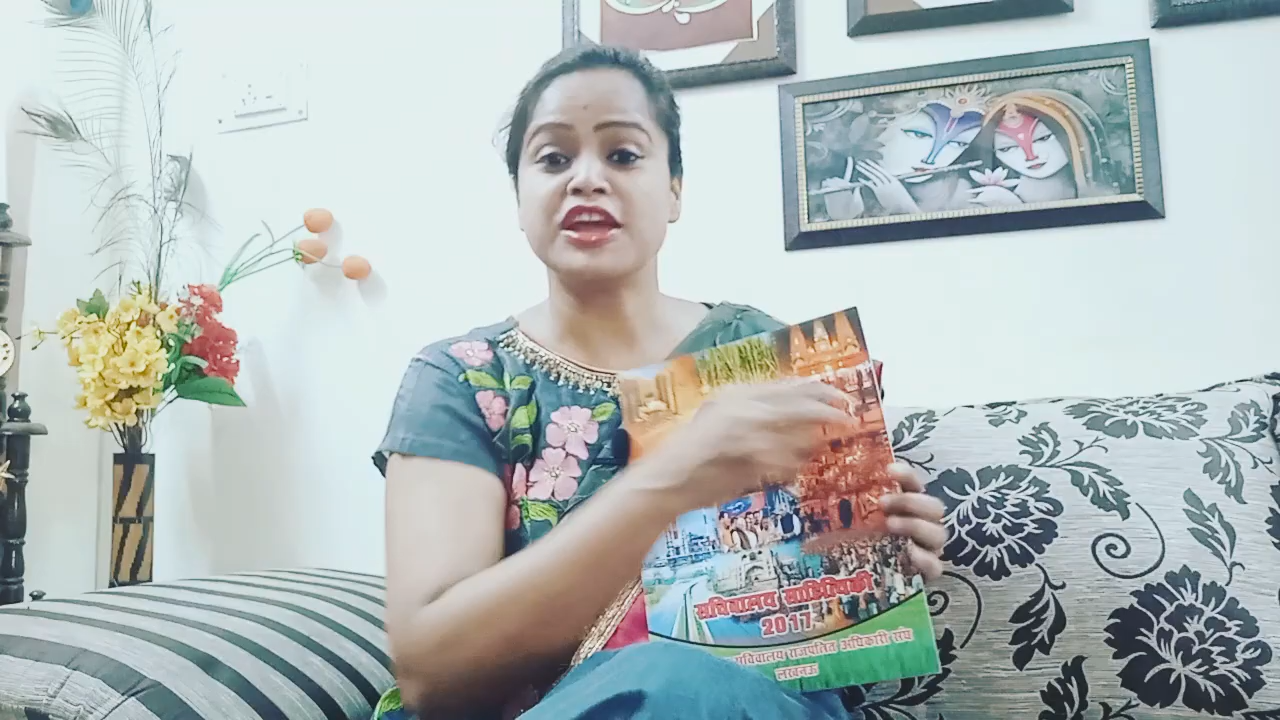 सचिवालय साहित्यिकी
2017
सचिवालय राजपत्रित अधिकारी संघ
लखनऊ